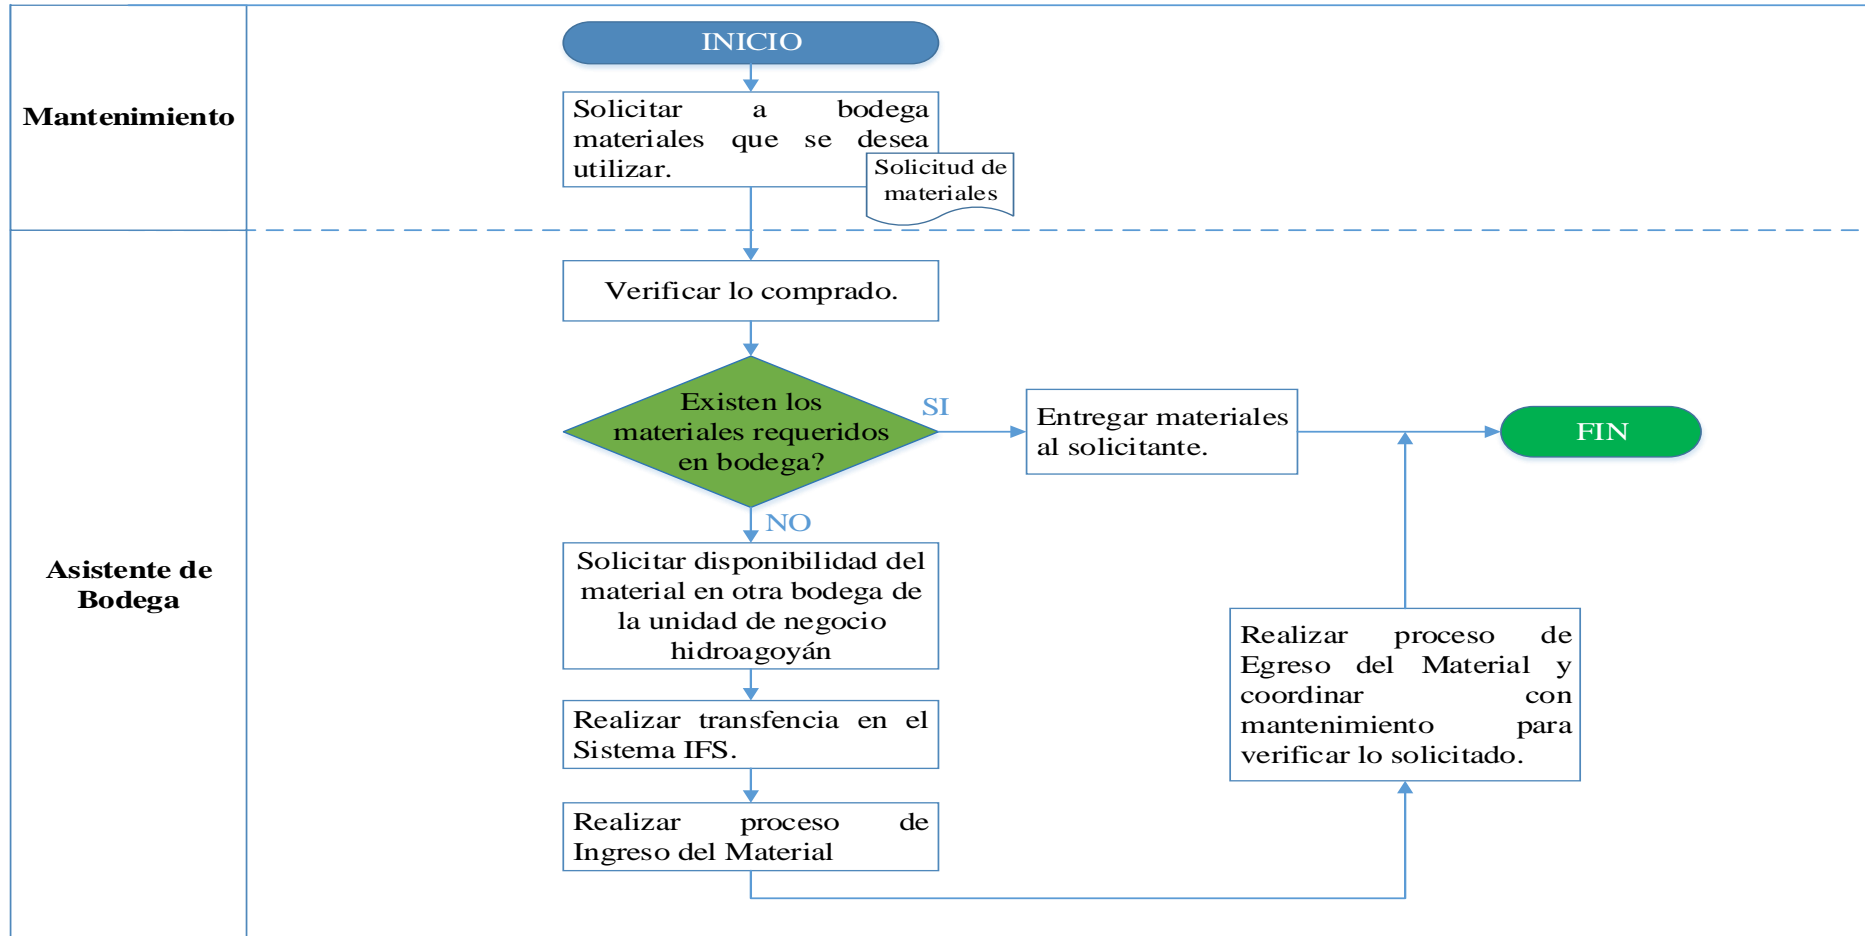 Mantenimiento
INICIO
Solicitar a bodega
materiales que se desea
utilizar.
Solicitud de
materiales
Asistente de
Bodega
Verificar lo comprado.
Existen los
materiales requeridos
en bodega?
SI
Entregar materiales
al solicitante.
FIN
NO
Solicitar disponibilidad del
material en otra bodega de
la unidad de negocio
hidroagoyán
Realizar transfencia en el
Sistema IFS.
Realizar proceso de
Ingreso del Material
Realizar proceso de
Egreso del Material y
coordinar con
mantenimiento para
verificar lo solicitado.